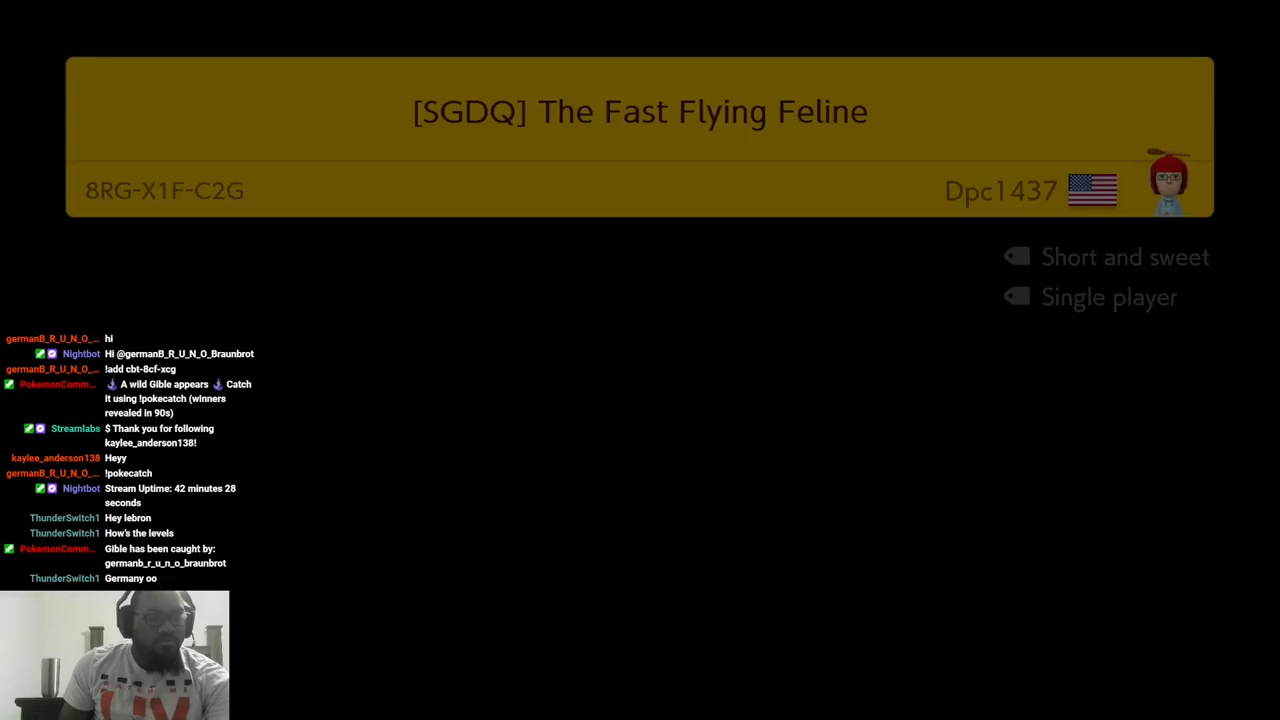 [SGDQ] The Fast Flying Feline
8RG-X1F-C2G
Dpc1437
Short and sweet
Single player
germanB_R_U_N_O_... hi
Nightbot Hi @germanB_R_U_N_O_Braunbrot
germanB_R_U_N_O_... !add cbt-8cf-xcg
PokemonComm... A wild Gible appears Catch
it using !pokecatch (winners
revealed in 90s)
Streamlabs $ Thank you for following
kaylee_anderson138!
kaylee_anderson138 Heyy
germanB_R_U_N_O_... !pokecatch
Nightbot Stream Uptime: 42 minutes 28
seconds
ThunderSwitch1 Hey lebron
ThunderSwitch1 How's the levels
PokemonComm... Gible has been caught by:
germanb_r_u_n_o_braunbrot
ThunderSwitch1 Germany oo